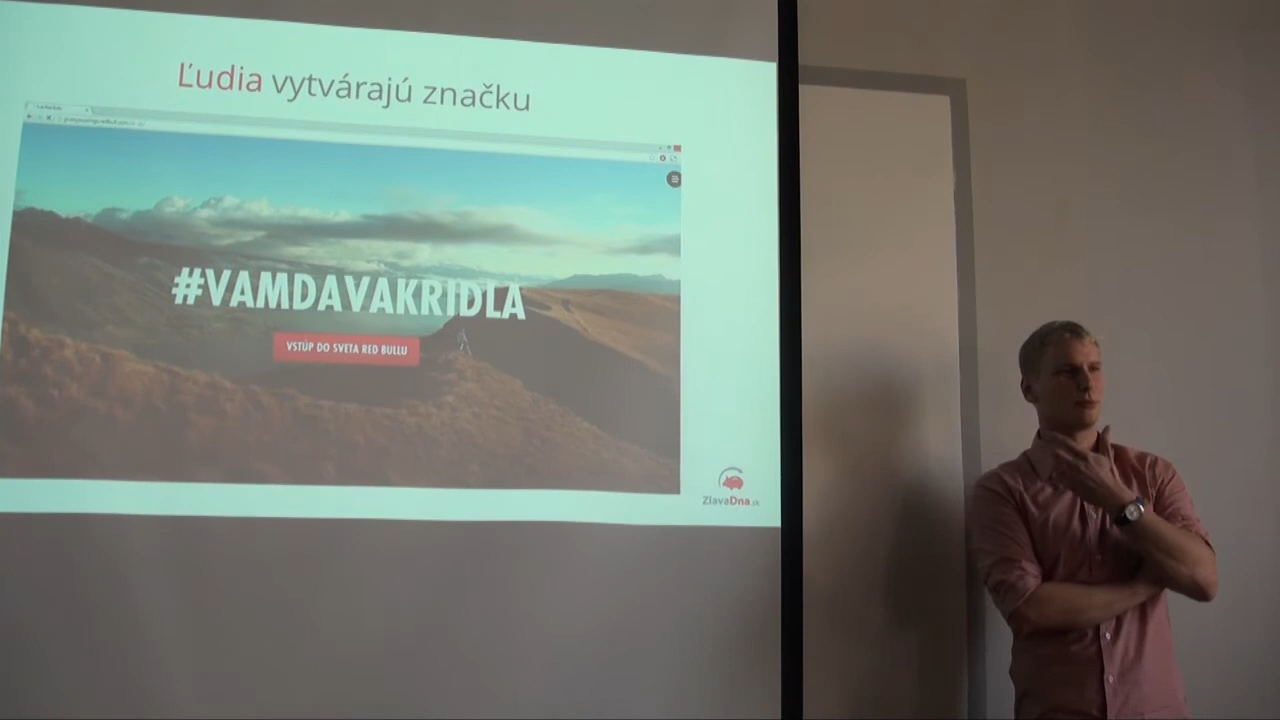 Ľudia vytvárajú značku
#VAMDAVAKRIDLA
VSTÚP DO SVETA RED BULLU
ZlavaDna.sk